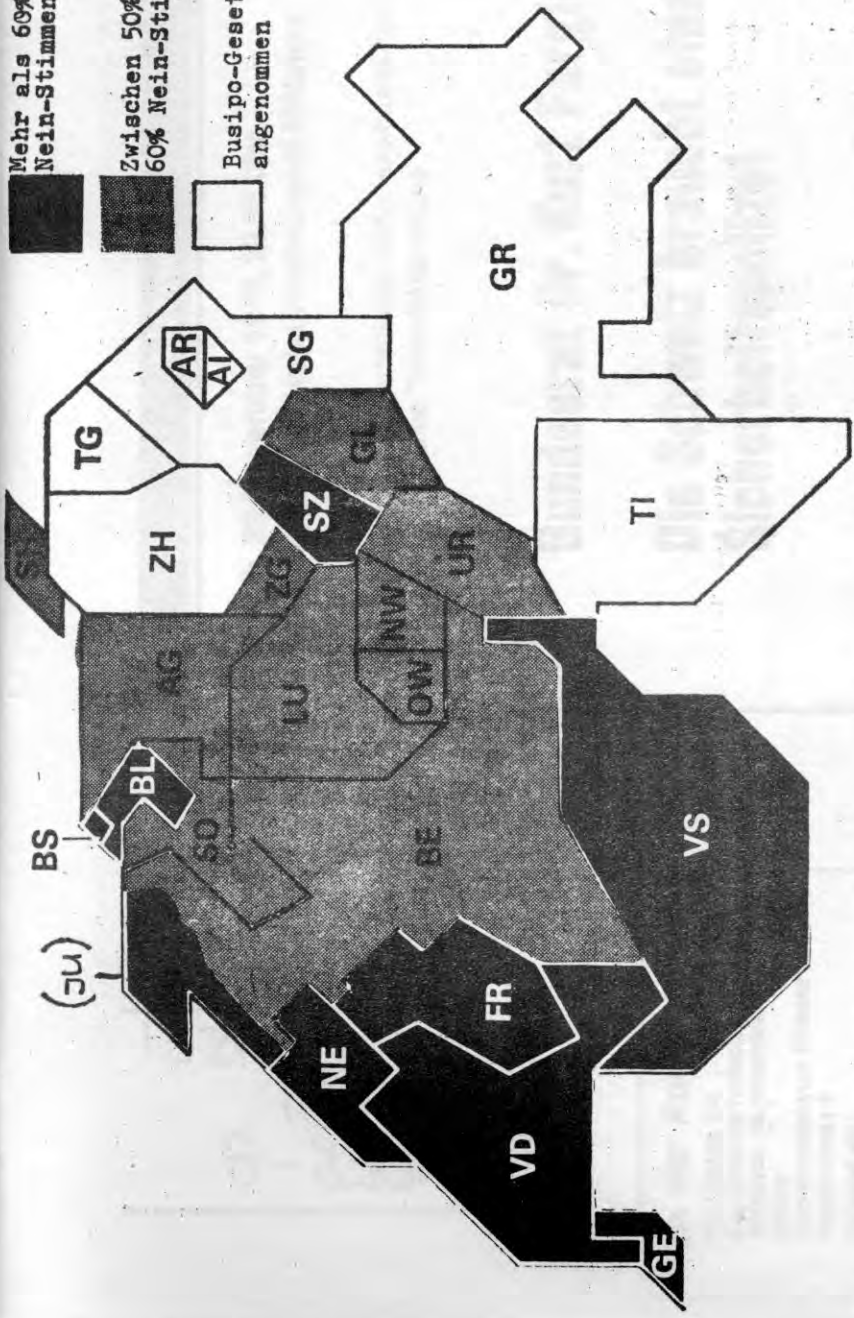 Mehr als 60%
Nein-Stimmen
Zwischen 50%
60% Nein-Sti
Busipo-Geset
angenommen
BS
(JU)
BL
SO
AG
ZH
TG
AR
AI
SG
ZG
SZ
GL
LU
NW
OW
UR
BE
NE
FR
VD
GE
VS
TI
GR